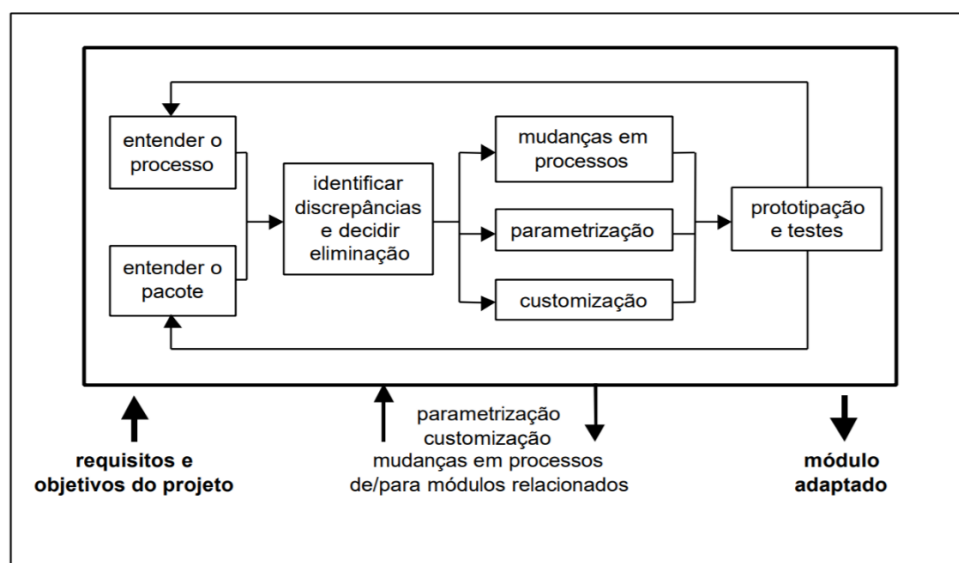 entender o
processo
entender o
pacote
identificar
discrepâncias
e decidir
eliminação
mudanças em
processos
parametrização
customização
prototipação
e testes
requisitos e
objetivos do projeto
parametrização
customização
mudanças em processos
de/para módulos relacionados
módulo
adaptado